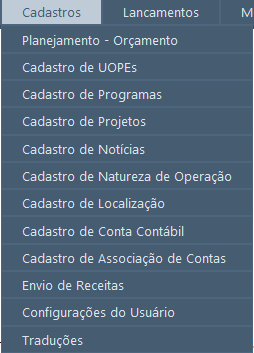 Cadastros Lancamentos M
Planejamento - Orçamento
Cadastro de UOPEs
Cadastro de Programas
Cadastro de Projetos
Cadastro de Notícias
Cadastro de Natureza de Operação
Cadastro de Localização
Cadastro de Conta Contábil
Cadastro de Associação de Contas
Envio de Receitas
Configurações do Usuário
Traduções